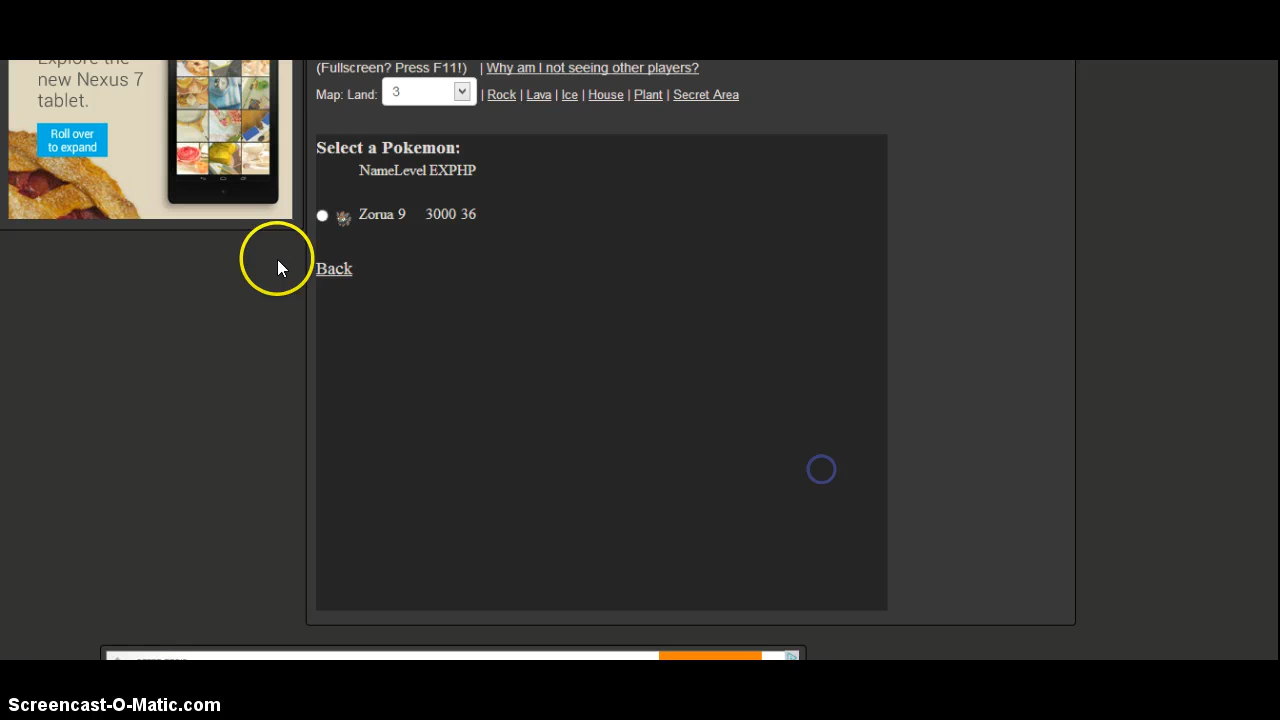 Explore the
new Nexus 7
tablet.
Roll over
to expand
(Fullscreen? Press F11!) | Why am I not seeing other players?
Map: Land: 3 | Rock | Lava | Ice | House | Plant | Secret Area
Select a Pokemon:
NameLevel EXPHP
Zorua 9 3000 36
Back
Screencast-O-Matic.com